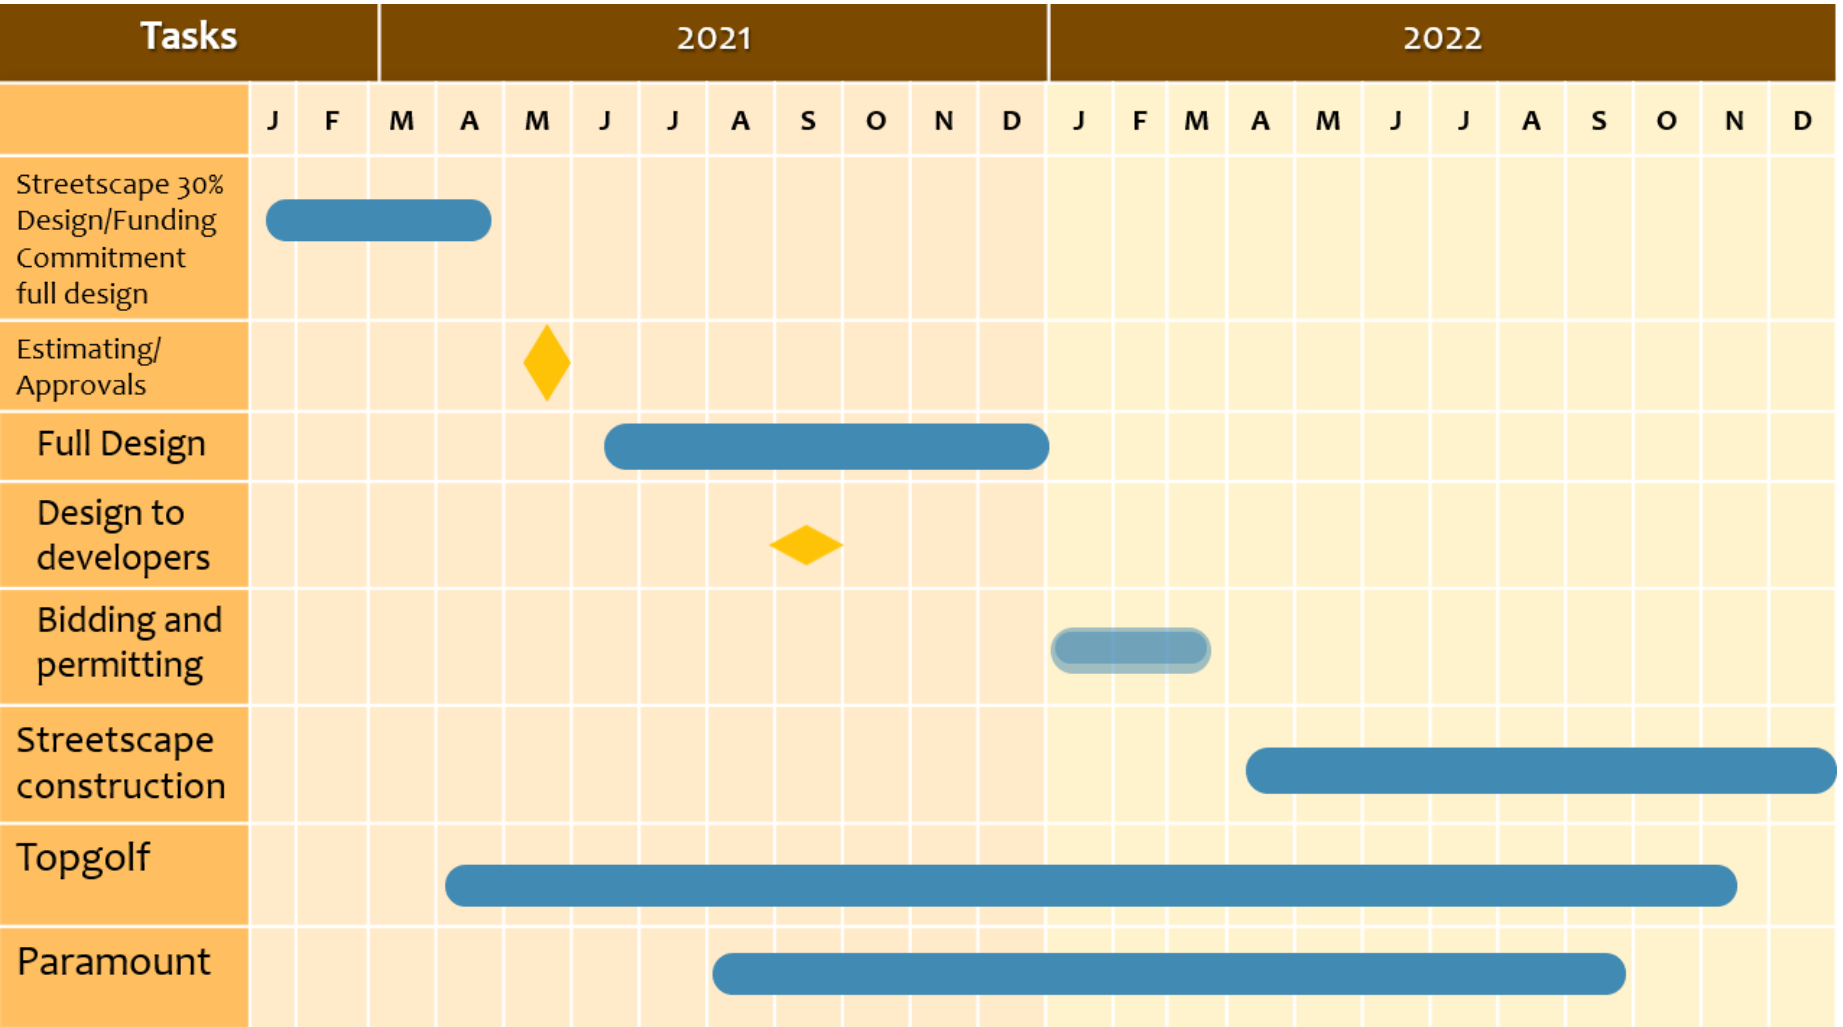 Tasks 2021 2022
J F M A M J J A S O N D J F M A M J J A S O N D
Streetscape 30%
Design/Funding
Commitment
full design
Estimating/
Approvals
Full Design
Design to
developers
Bidding and
permitting
Streetscape
construction
Topgolf
Paramount